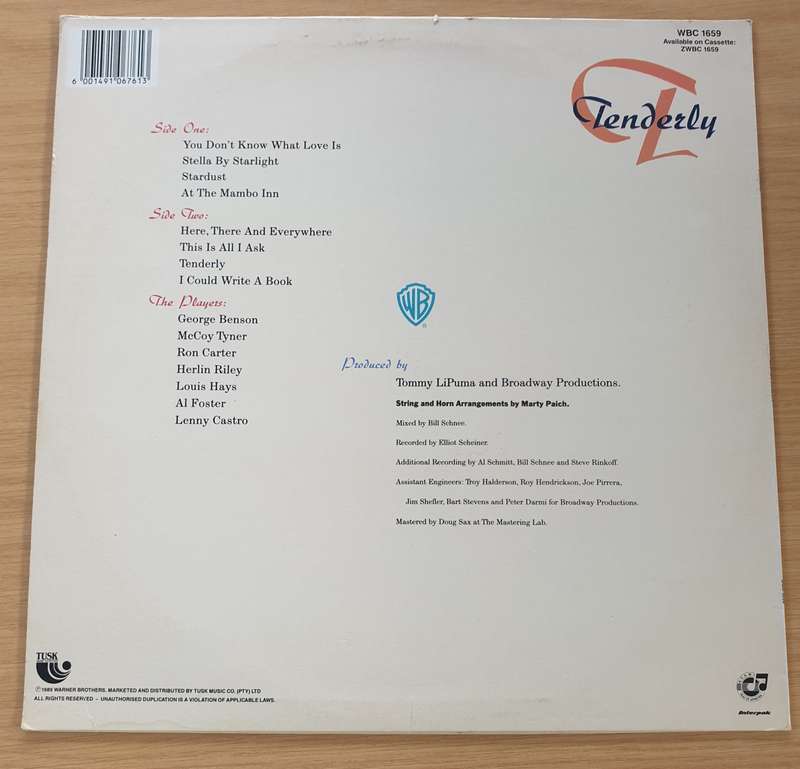 6 001491 067613
WBC 1659
Available on Cassette:
ZWBC 1659
Tenderly
Side One:
You Don't Know What Love Is
Stella By Starlight
Stardust
At The Mambo Inn
Side Two:
Here, There And Everywhere
This Is All I Ask
Tenderly
I Could Write A Book
The Players:
George Benson
McCoy Tyner
Ron Carter
Herlin Riley
Louis Hays
Al Foster
Lenny Castro
WB
®
Produced by
Tommy LiPuma and Broadway Productions.
String and Horn Arrangements by Marty Paich.
Mixed by Bill Schnee.
Recorded by Elliot Scheiner.
Additional Recording by Al Schmitt, Bill Schnee and Steve Rinkoff.
Assistant Engineers: Troy Halderson, Roy Hendrickson, Joe Pirrera,
Jim Shefler, Bart Stevens and Peter Darmi for Broadway Productions.
Mastered by Doug Sax at The Mastering Lab.
TUSK
℗1989 WARNER BROTHERS. MARKETED AND DISTRIBUTED BY TUSK MUSIC CO. (PTY) LTD
ALL RIGHTS RESERVED – UNAUTHORISED DUPLICATION IS A VIOLATION OF APPLICABLE LAWS.
Interpak